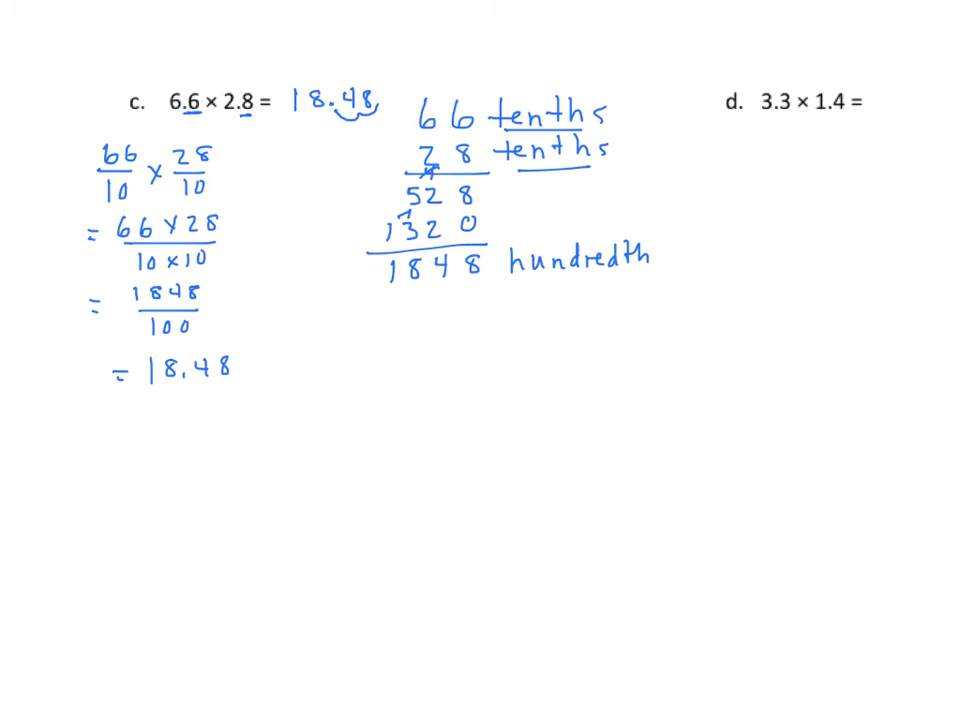 c. 6.6 × 2.8 = 18.48
66/10 × 28/10
= 66 × 28 / 10 × 10
= 1848 / 100
= 18.48
66 tenths
28 tenths
528
1320
1848 hundredth
d. 3.3 × 1.4 =